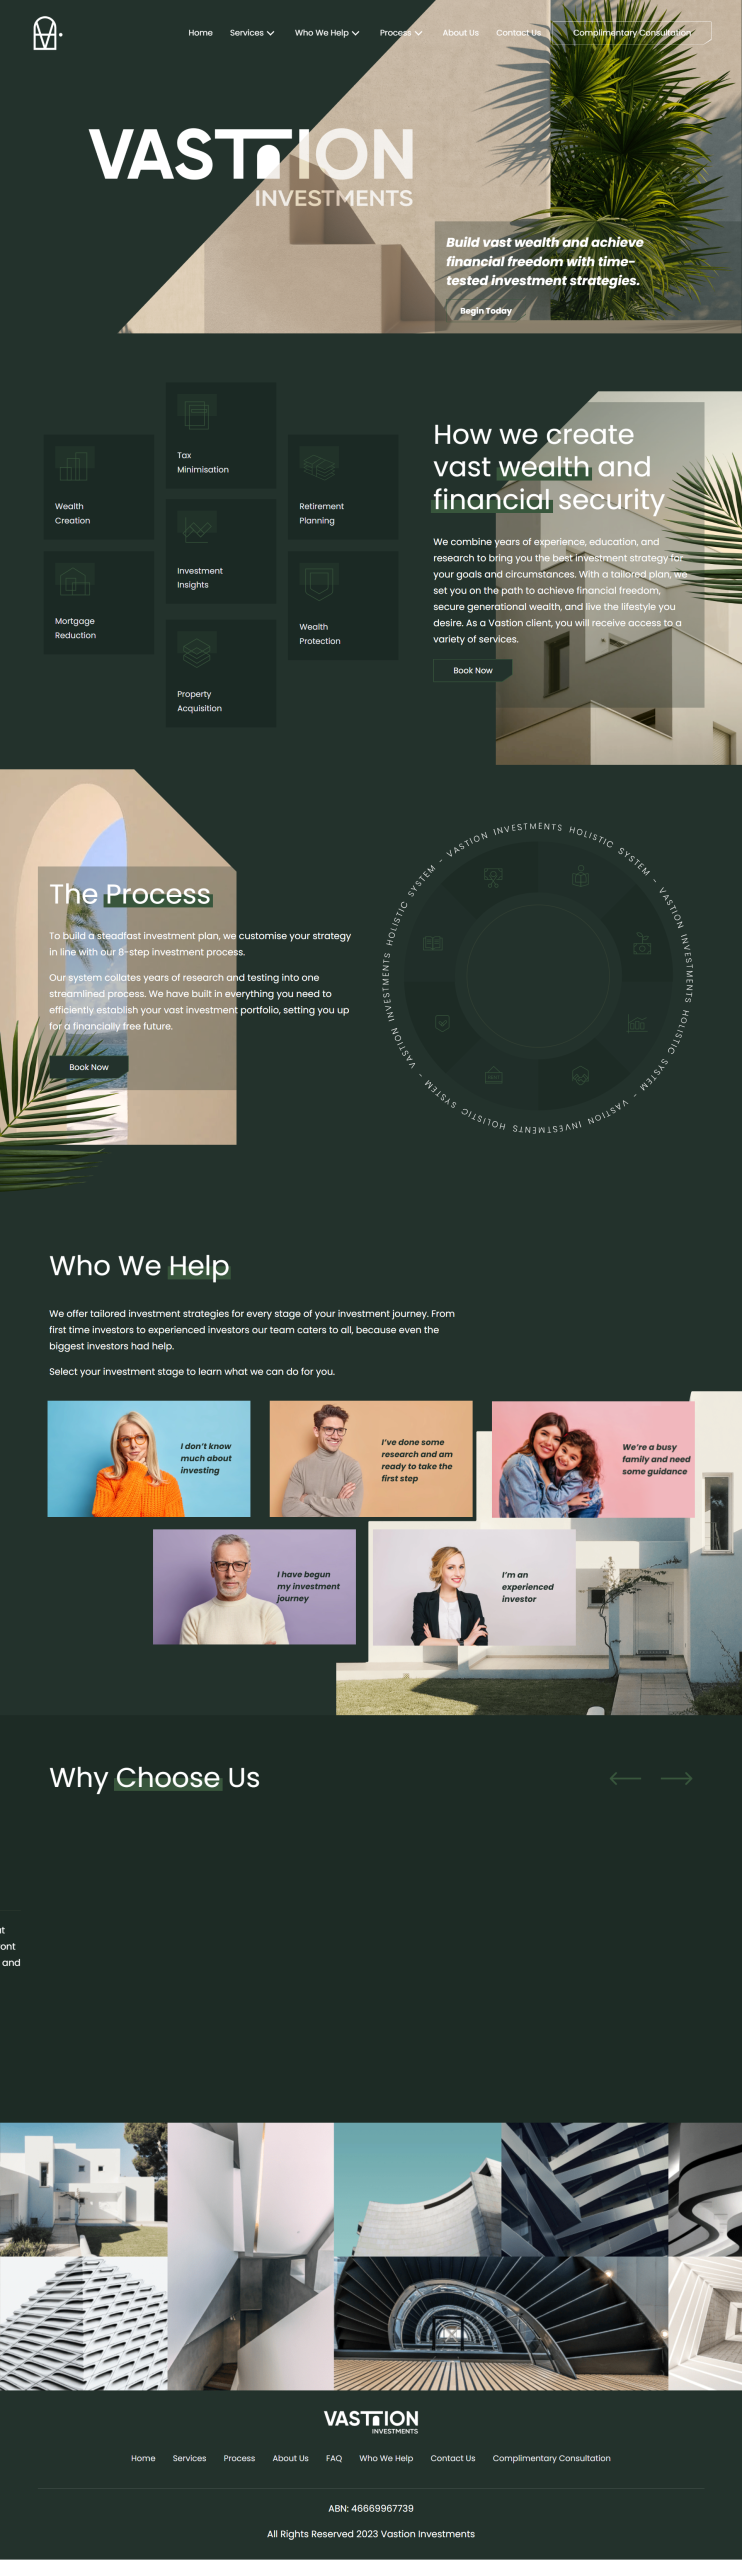 Home Services Who We Help Process About Us Contact Us Complimentary Consultation
VASTION
INVESTMENTS
Build vast wealth and achieve
financial freedom with time-
tested investment strategies.
Begin Today
Tax
Minimisation
Wealth
Creation
Retirement
Planning
Investment
Insights
Mortgage
Reduction
Wealth
Protection
Property
Acquisition
How we create
vast wealth and
financial security
We combine years of experience, education, and
research to bring you the best investment strategy for
your goals and circumstances. With a tailored plan, we
set you on the path to achieve financial freedom,
secure generational wealth, and live the lifestyle you
desire. As a Vastion client, you will receive access to a
variety of services.
Book Now
The Process
To build a steadfast investment plan, we customise your strategy
in line with our 8-step investment process.
Our system collates years of research and testing into one
streamlined process. We have built in everything you need to
efficiently establish your vast investment portfolio, setting you up
for a financially free future.
Book Now
VASTION INVESTMENTS HOLISTIC SYSTEM - VASTION INVESTMENTS HOLISTIC SYSTEM - VASTION INVESTMENTS HOLISTIC SYSTEM - VASTION INVESTMENTS HOLISTIC SYSTEM -
Who We Help
We offer tailored investment strategies for every stage of your investment journey. From
first time investors to experienced investors our team caters to all, because even the
biggest investors had help.
Select your investment stage to learn what we can do for you.
I don't know
much about
investing
I've done some
research and am
ready to take the
first step
We're a busy
family and need
some guidance
I have begun
my investment
journey
I'm an
experienced
investor
Why Choose Us
ont
and
VASTION
INVESTMENTS
Home Services Process About Us FAQ Who We Help Contact Us Complimentary Consultation
ABN: 46669967739
All Rights Reserved 2023 Vastion Investments